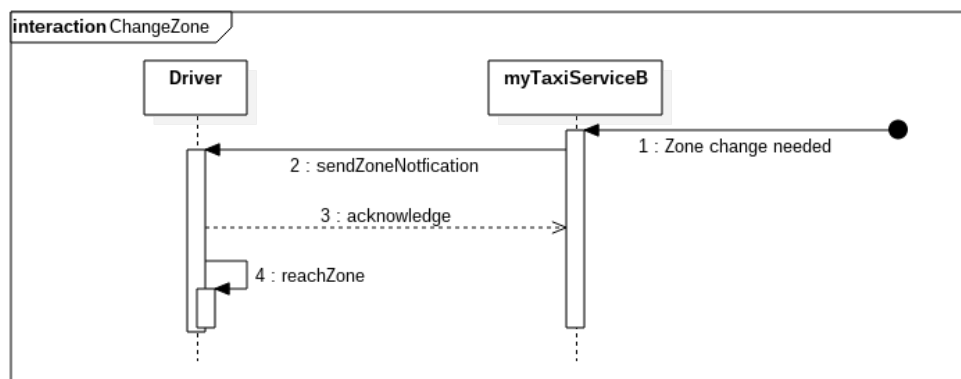 interaction ChangeZone
Driver
myTaxiServiceB
1 : Zone change needed
2 : sendZoneNotfication
3 : acknowledge
4 : reachZone